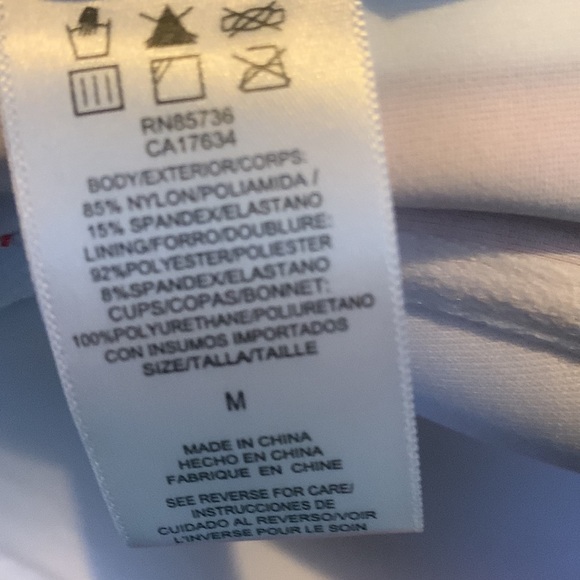 RN85736
CA17634
BODY/EXTERIOR/CORPS:
85% NYLON/POLIAMIDA /
15% SPANDEX/ELASTANO
LINING/FORRO/DOUBLURE:
92%POLYESTER/POLIESTER
8%SPANDEX/ELASTANO
CUPS/COPAS/BONNET:
100%POLYURETHANE/POLIURETANO
CON INSUMOS IMPORTADOS
SIZE/TALLA/TAILLE
M
MADE IN CHINA
HECHO EN CHINA
FABRIQUE EN CHINE
SEE REVERSE FOR CARE/
INSTRUCCIONES DE
CUIDADO AL REVERSO/VOIR
L'INVERSE POUR LE SOIN